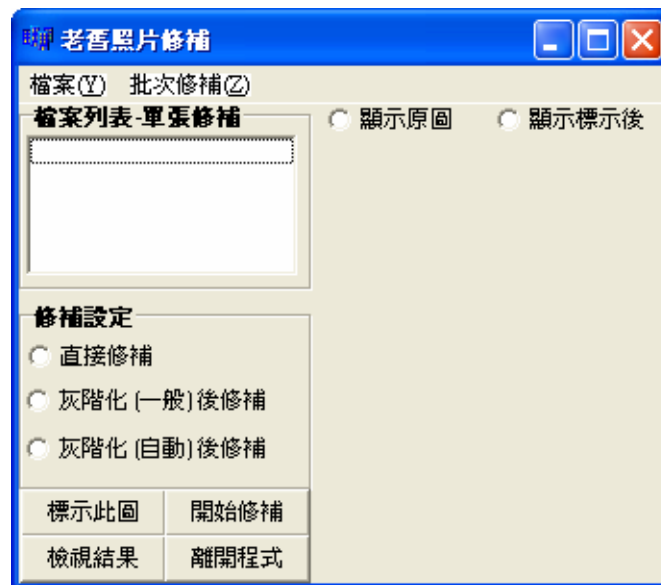 老舊照片修補
檔案(Y) 批次修補(Z)
檔案列表-單張修補
顯示原圖 顯示標示後
修補設定
直接修補
灰階化 (一般) 後修補
灰階化 (自動) 後修補
標示此圖 開始修補
檢視結果 離開程式